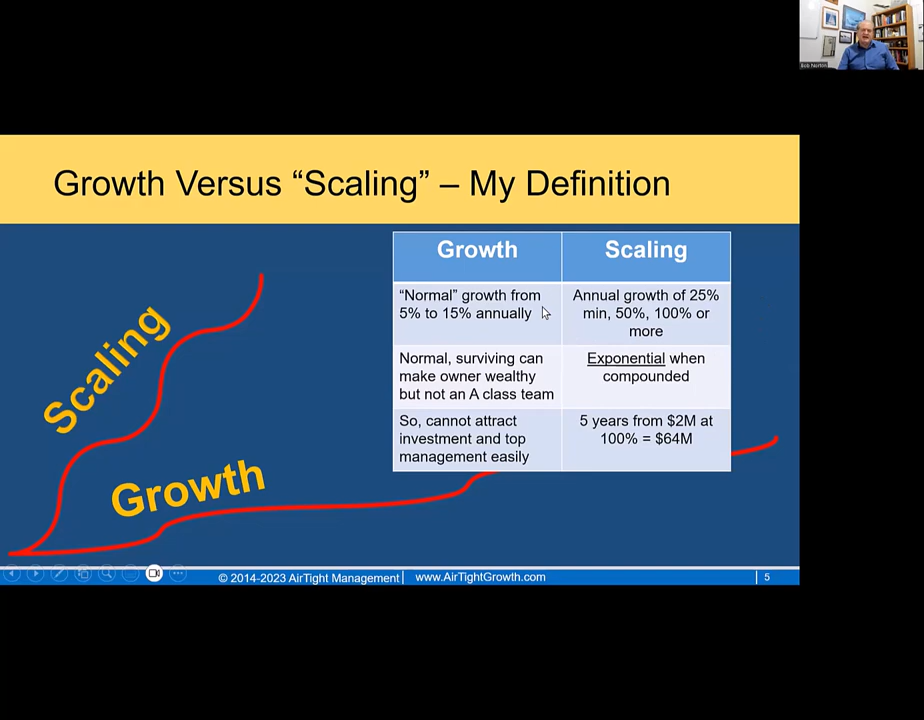 Bob Norton
Growth Versus “Scaling” – My Definition
Scaling
Growth
Growth
Scaling
“Normal” growth from
5% to 15% annually
Annual growth of 25%
min, 50%, 100% or
more
Normal, surviving can
make owner wealthy
but not an A class team
Exponential when
compounded
So, cannot attract
investment and top
management easily
5 years from $2M at
100% = $64M
© 2014-2023 AirTight Management | www.AirTightGrowth.com
5